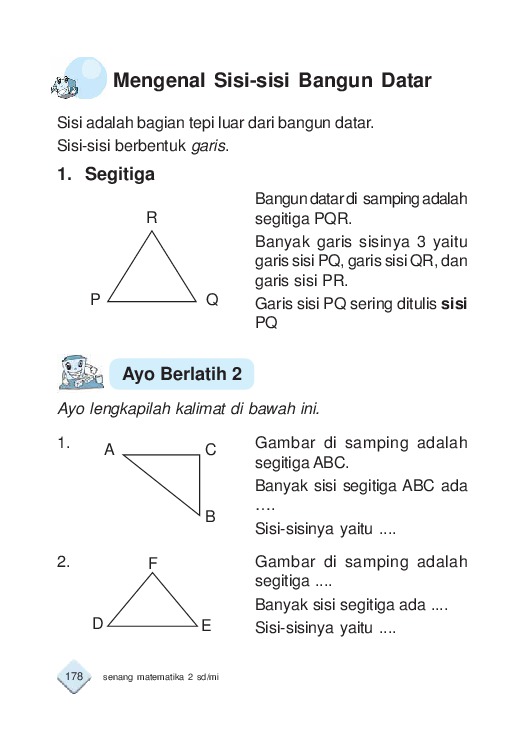 Mengenal Sisi-sisi Bangun Datar
Sisi adalah bagian tepi luar dari bangun datar.
Sisi-sisi berbentuk garis.
1. Segitiga
R
P
Q
Bangun datar di samping adalah
segitiga PQR.
Banyak garis sisinya 3 yaitu
garis sisi PQ, garis sisi QR, dan
garis sisi PR.
Garis sisi PQ sering ditulis sisi
PQ
Ayo Berlatih 2
Ayo lengkapilah kalimat di bawah ini.
1.
A
C
B
Gambar di samping adalah
segitiga ABC.
Banyak sisi segitiga ABC ada
....
Sisi-sisinya yaitu ....
2.
F
D
E
Gambar di samping adalah
segitiga ....
Banyak sisi segitiga ada ....
Sisi-sisinya yaitu ....
178
senang matematika 2 sd/mi